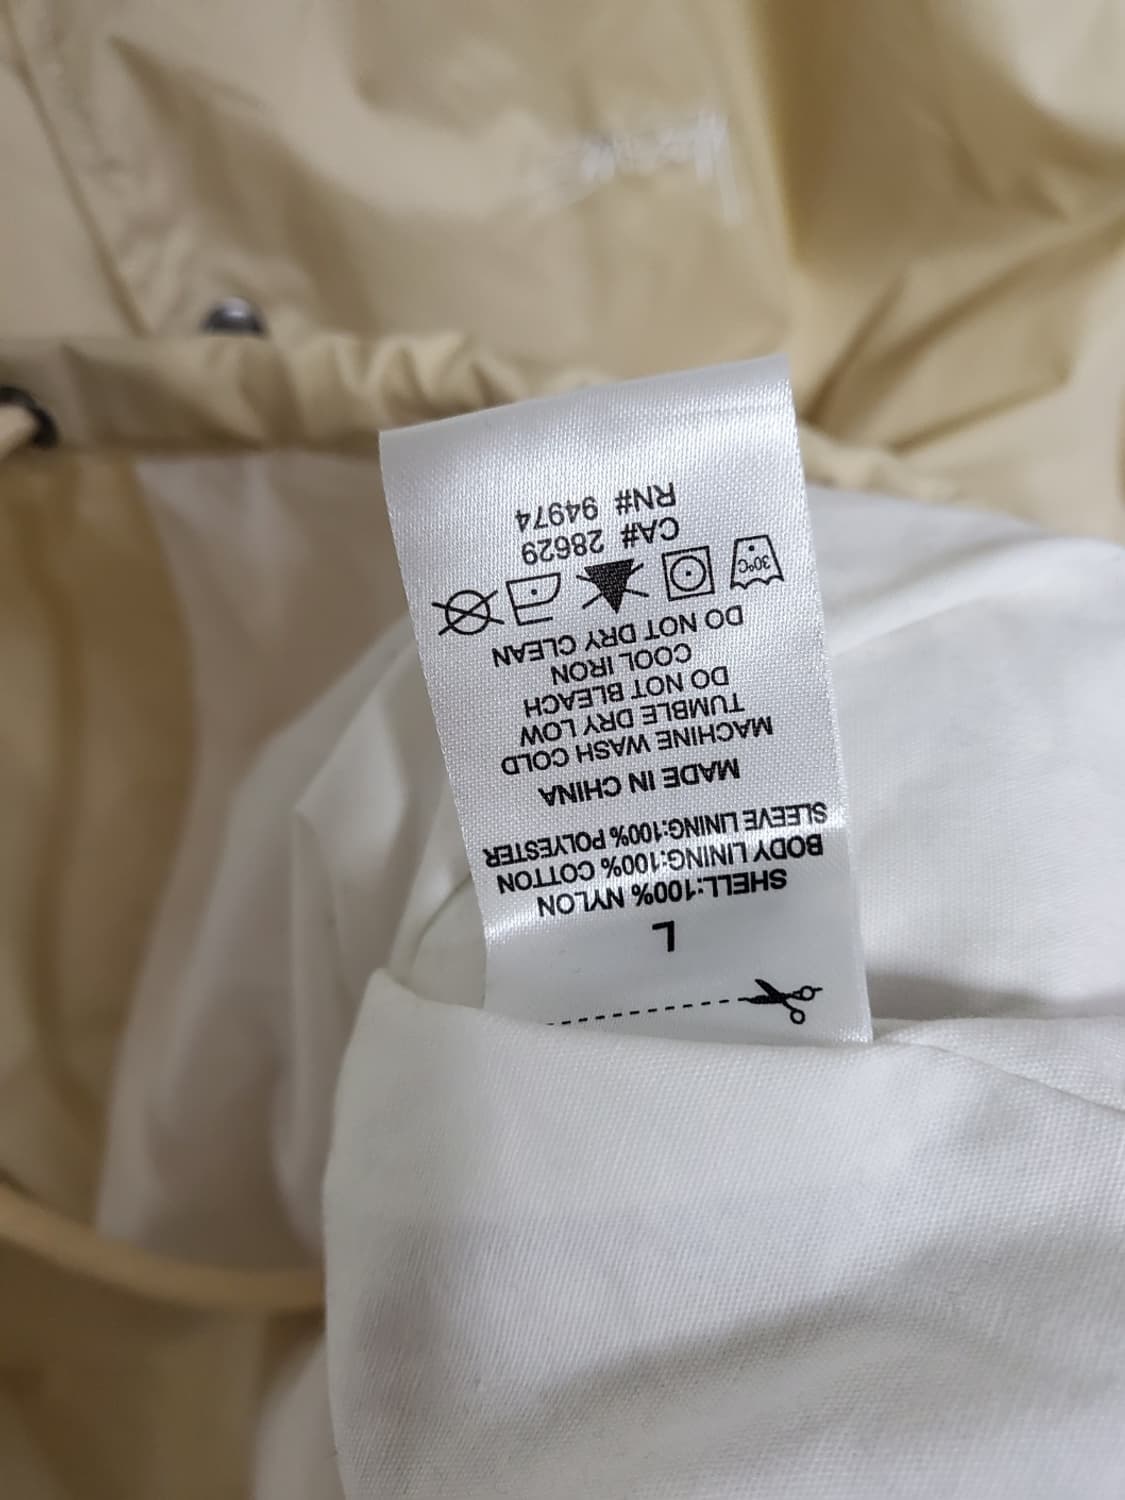 L
SHELL:100% NYLON
BODY LINING:100% COTTON
SLEEVE LINING:100% POLYESTER
MADE IN CHINA
MACHINE WASH COLD
TUMBLE DRY LOW
DO NOT BLEACH
COOL IRON
DO NOT DRY CLEAN
30°C
CA# 28629
RN# 94974